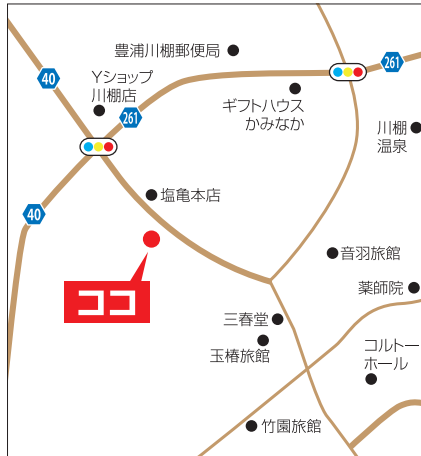 豊浦川棚郵便局
261
40
Yショップ
川棚店
ギフトハウス
かみなか
261
川棚
温泉
塩亀本店
40
音羽旅館
ココ
薬師院
三春堂
玉椿旅館
コルトー
ホール
竹園旅館